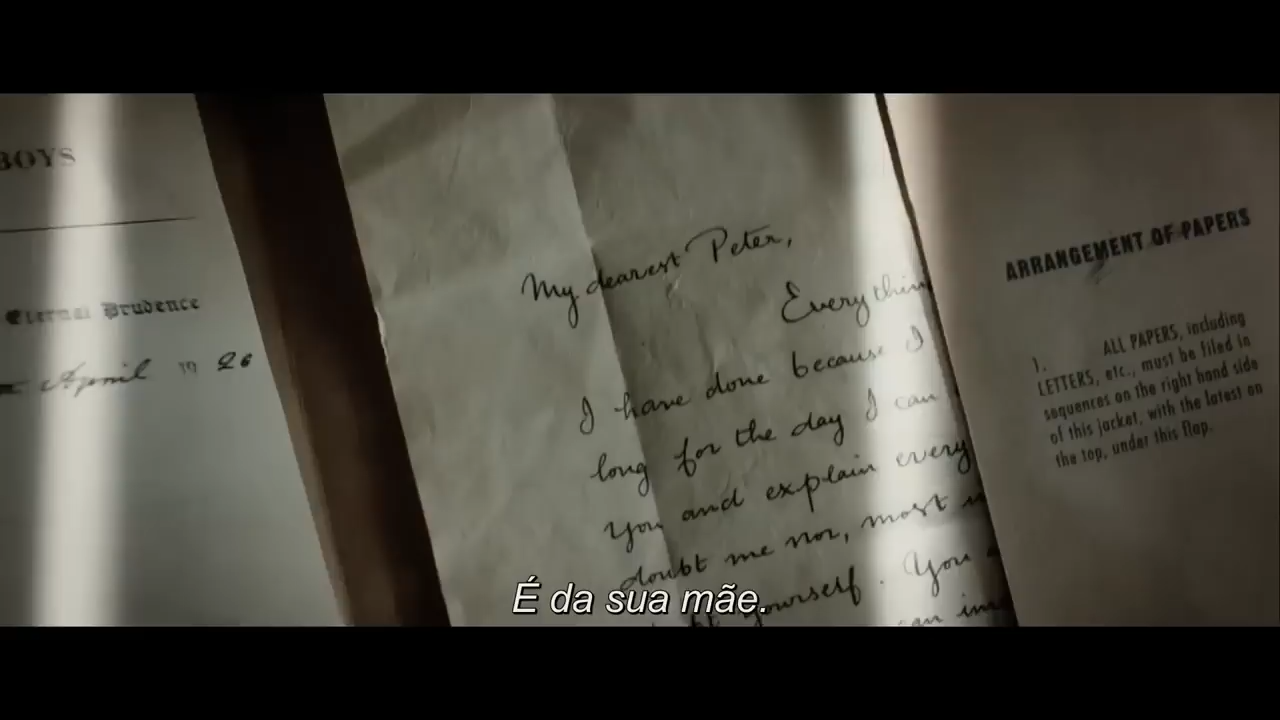 BOYS
Eternal Prudence
April 19 26
My dearest Peter,
Everythin
I have done because I
long for the day I can
you and explain every
doubt me nor, most
yourself. You
can
ARRANGEMENT OF PAPERS
1. ALL PAPERS, including
LETTERS, etc., must be filed in
sequences on the right hand side
of this jacket, with the latest on
the top, under this flap.
É da sua mãe.